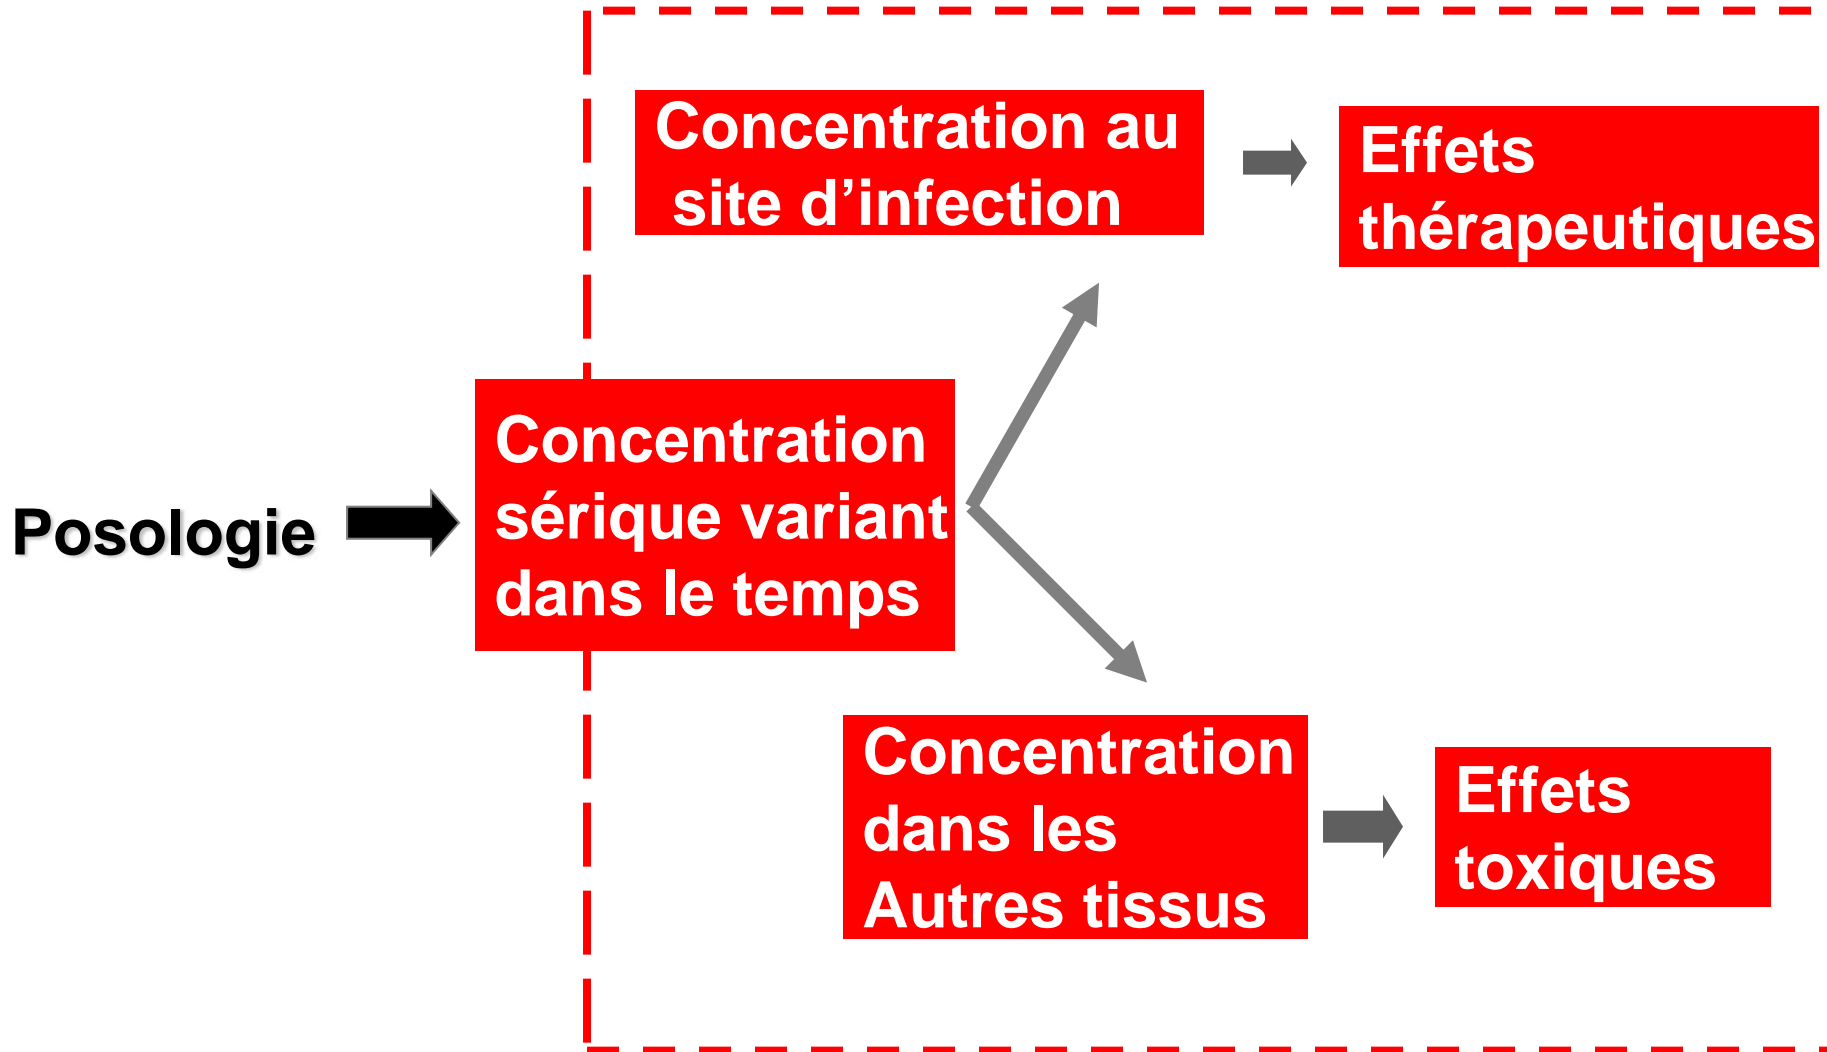 Concentration au
site d’infection
Effets
thérapeutiques
Posologie
Concentration
sérique variant
dans le temps
Concentration
dans les
Autres tissus
Effets
toxiques